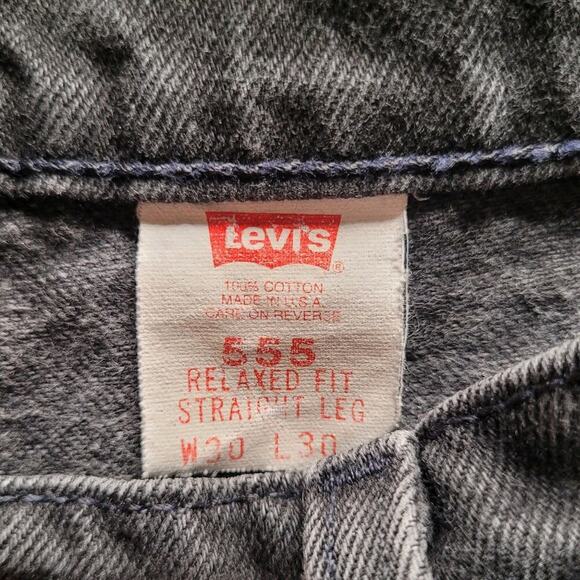 Levi's
®
100% COTTON
MADE IN U.S.A.
CARE ON REVERSE
555
RELAXED FIT
STRAIGHT LEG
W30 L30